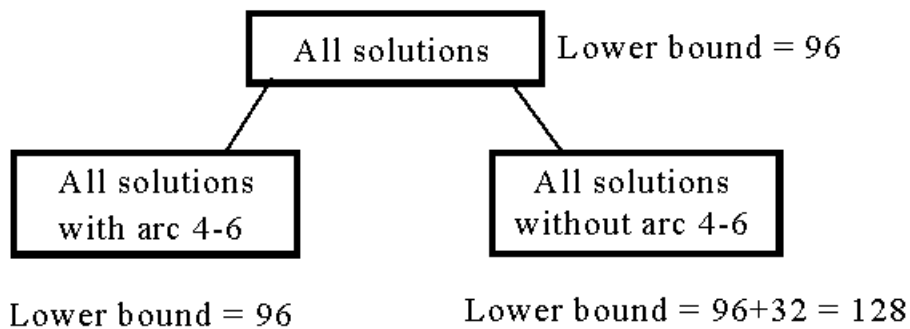 All solutions
Lower bound = 96
All solutions
with arc 4-6
All solutions
without arc 4-6
Lower bound = 96
Lower bound = 96+32 = 128